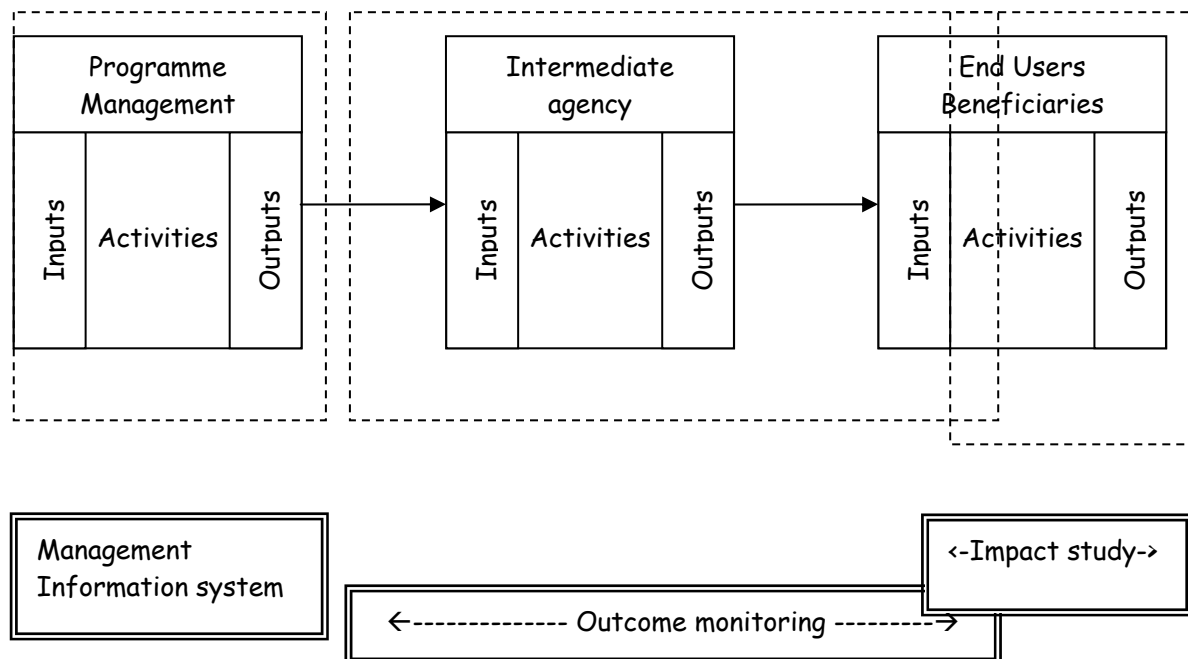 Programme
Management
Inputs
Activities
Outputs
Intermediate
agency
Inputs
Activities
Outputs
End Users
Beneficiaries
Inputs
Activities
Outputs
Management
Information system
<-Impact study->
←-------------- Outcome monitoring ---------→